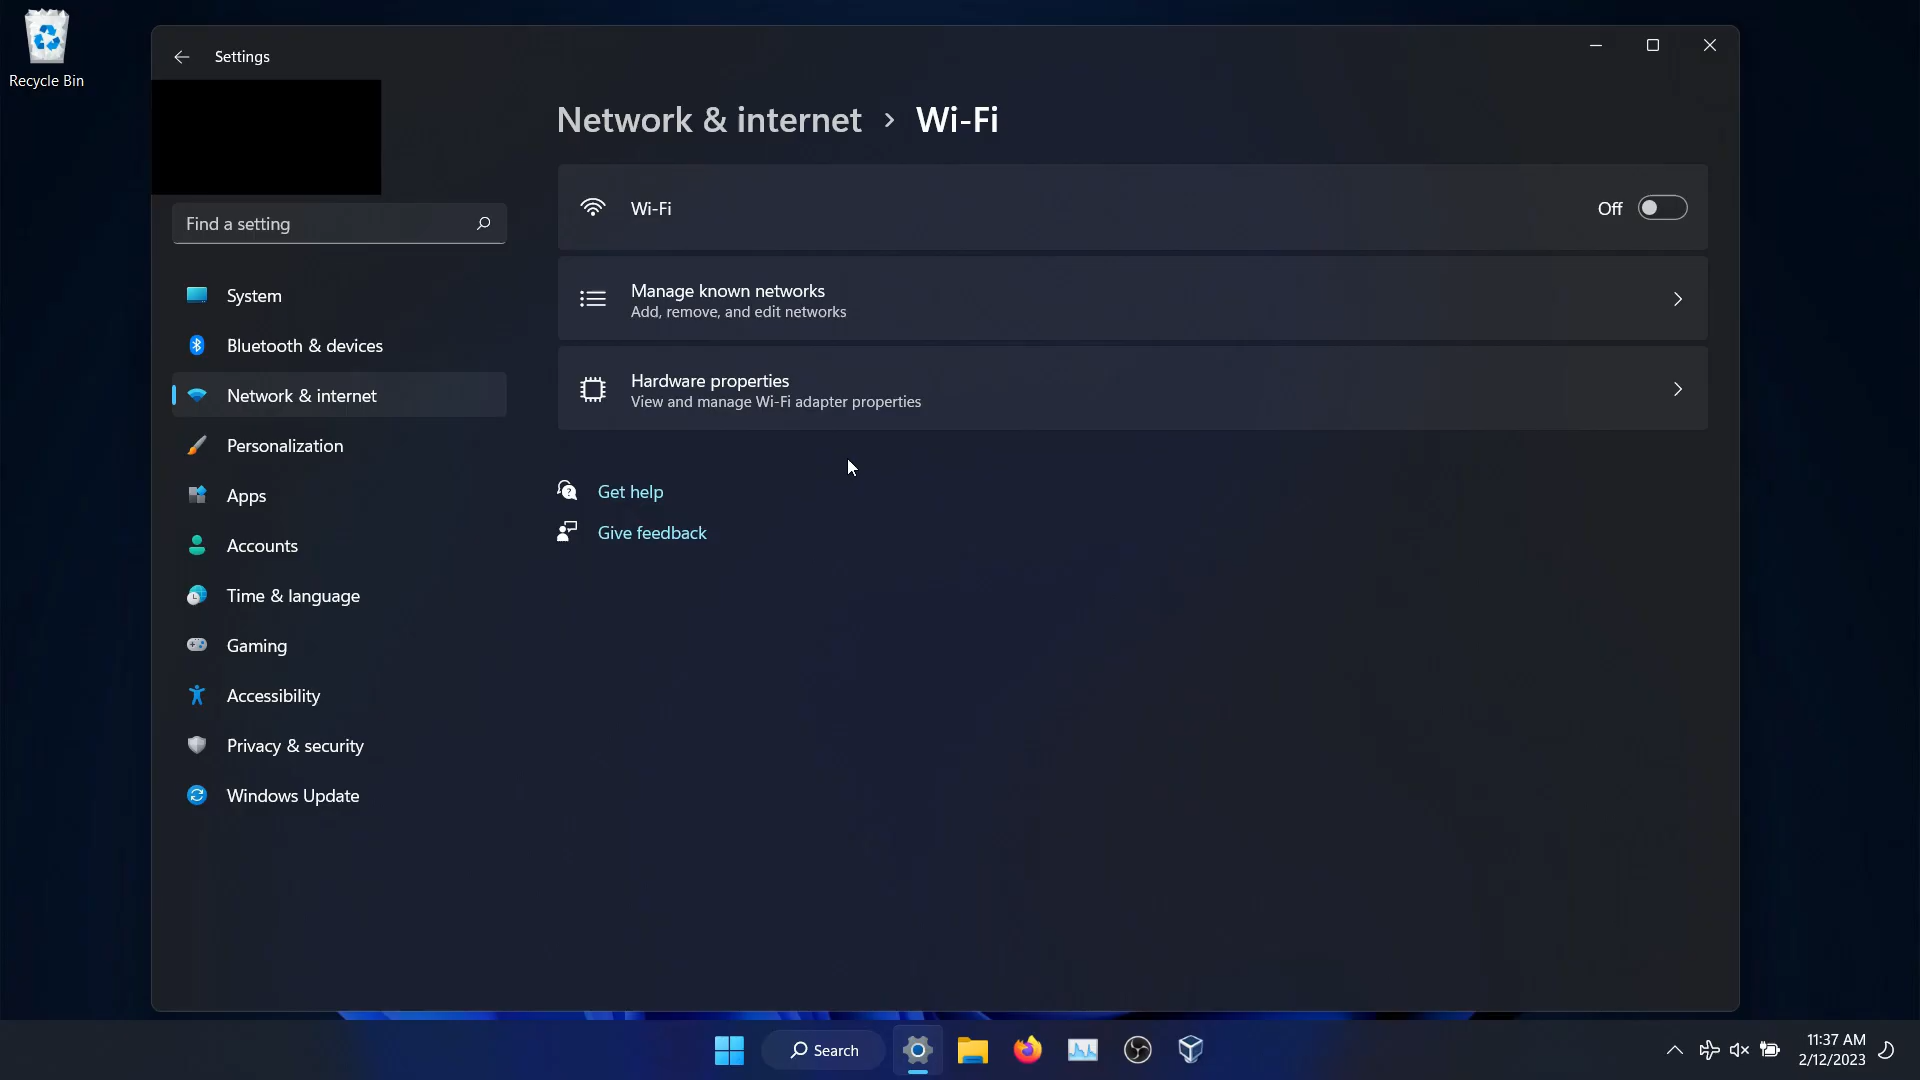 Recycle Bin
Settings
Find a setting
System
Bluetooth & devices
Network & internet
Personalization
Apps
Accounts
Time & language
Gaming
Accessibility
Privacy & security
Windows Update
Network & internet › Wi-Fi
Wi-Fi
Off
Manage known networks
Add, remove, and edit networks
Hardware properties
View and manage Wi-Fi adapter properties
Get help
Give feedback
Search
11:37 AM
2/12/2023